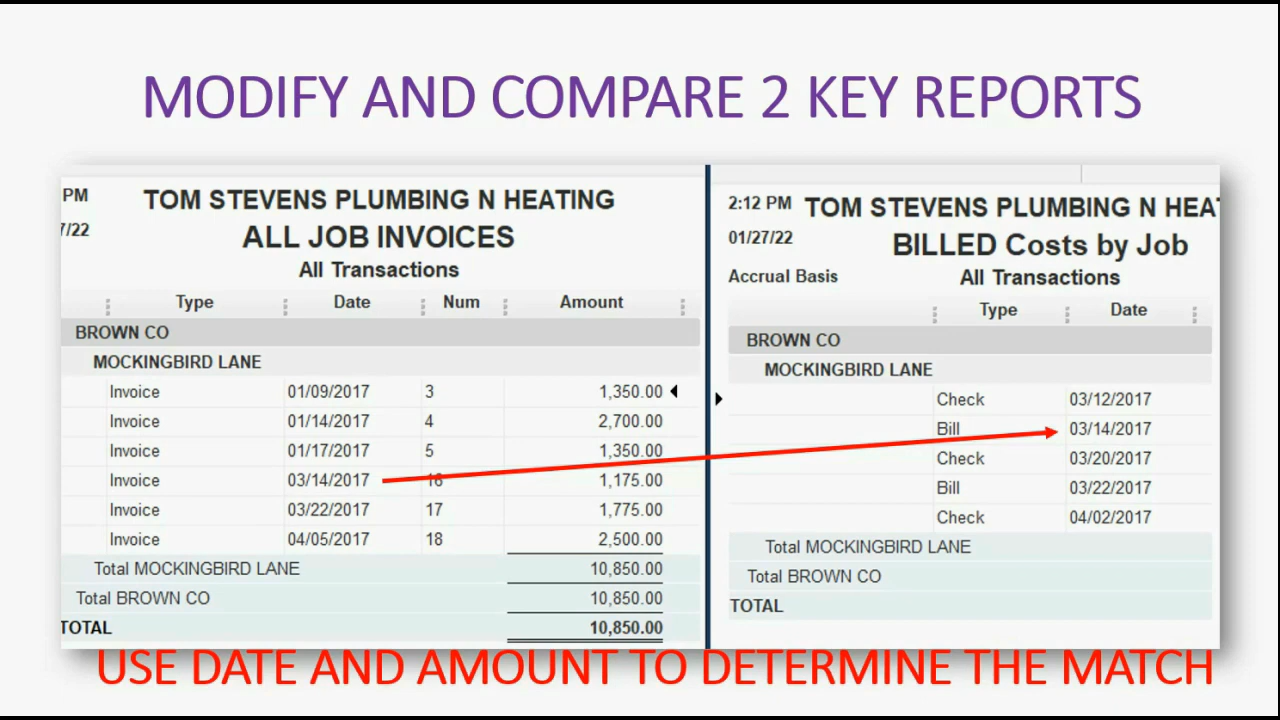 MODIFY AND COMPARE 2 KEY REPORTS
PM
TOM STEVENS PLUMBING N HEATING
7/22
ALL JOB INVOICES
All Transactions
Type Date Num Amount
BROWN CO
MOCKINGBIRD LANE
Invoice 01/09/2017 3 1,350.00
Invoice 01/14/2017 4 2,700.00
Invoice 01/17/2017 5 1,350.00
Invoice 03/14/2017 16 1,175.00
Invoice 03/22/2017 17 1,775.00
Invoice 04/05/2017 18 2,500.00
Total MOCKINGBIRD LANE 10,850.00
Total BROWN CO 10,850.00
TOTAL 10,850.00
2:12 PM TOM STEVENS PLUMBING N HEA
01/27/22
BILLED Costs by Job
Accrual Basis All Transactions
Type Date
BROWN CO
MOCKINGBIRD LANE
Check 03/12/2017
Bill 03/14/2017
Check 03/20/2017
Bill 03/22/2017
Check 04/02/2017
Total MOCKINGBIRD LANE
Total BROWN CO
TOTAL
USE DATE AND AMOUNT TO DETERMINE THE MATCH